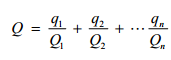 Q = q₁/Q₁ + q₂/Q₂ + ⋯ qₙ/Qₙ